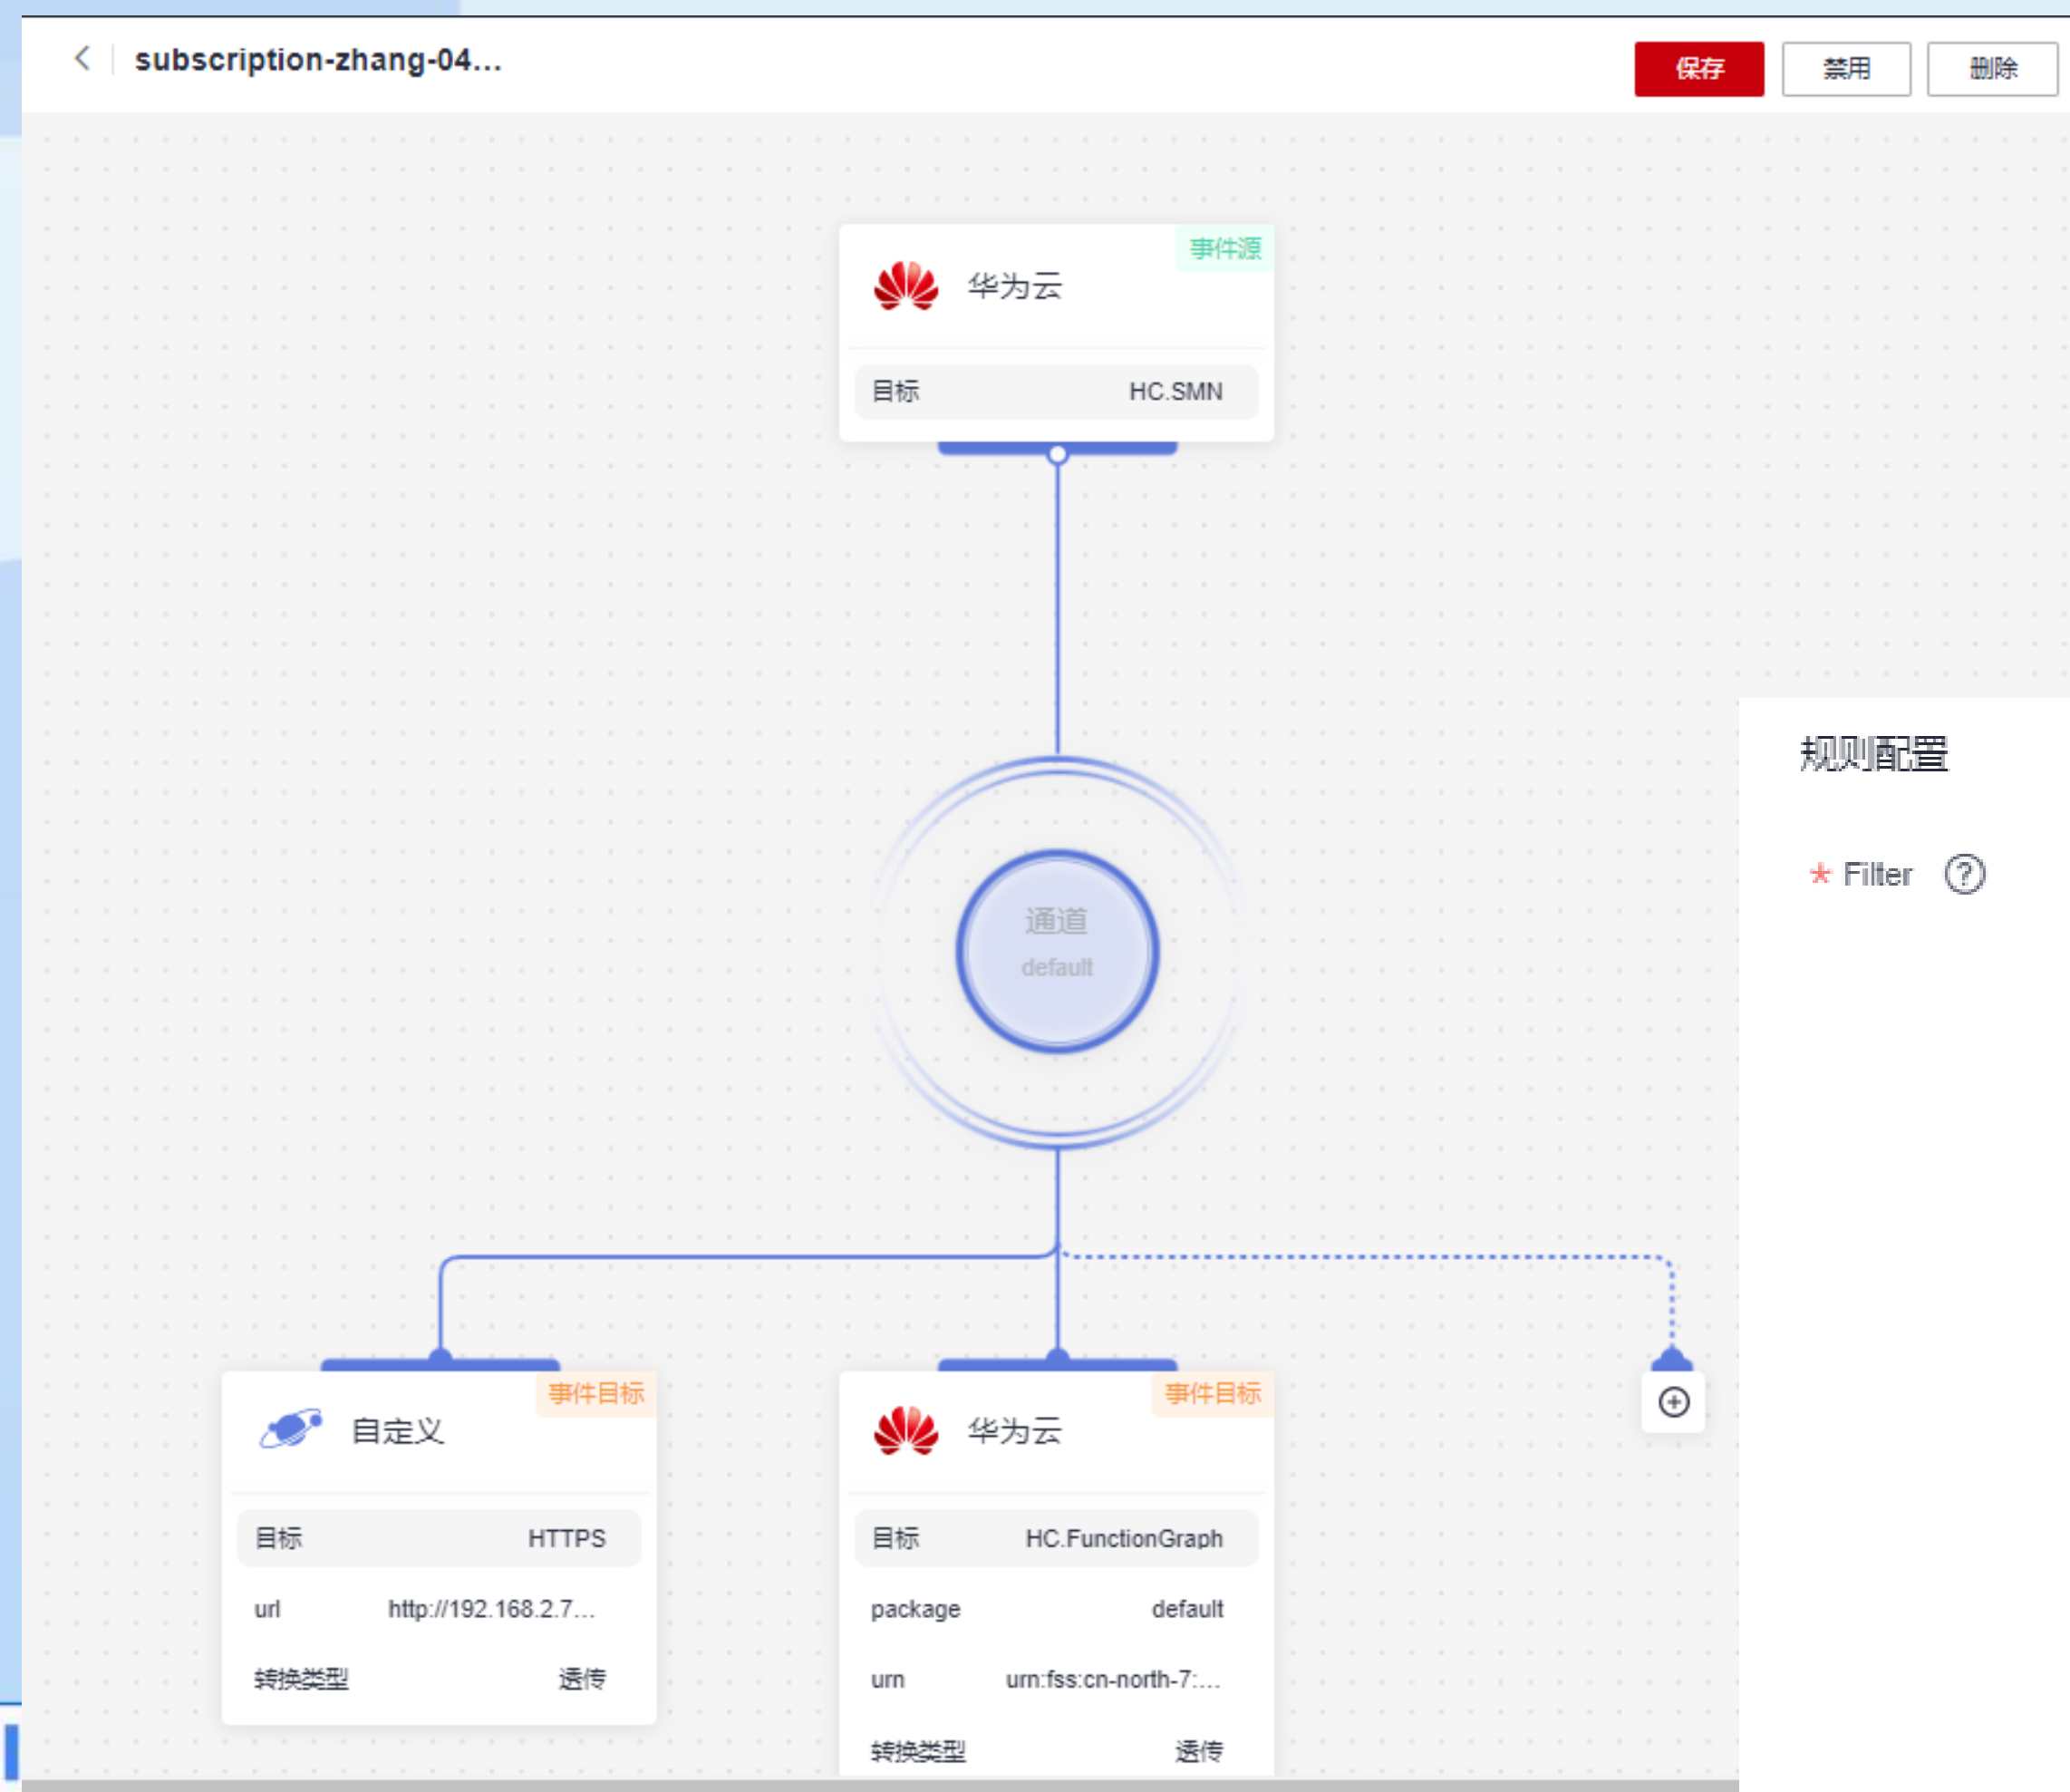 subscription-zhang-04...
保存
禁用
删除
事件源
华为云
目标 HC.SMN
规则配置
* Filter ?
通道
default
事件目标
自定义
目标 HTTPS
url http://192.168.2.7...
转换类型 透传
事件目标
华为云
目标 HC.FunctionGraph
package default
urn urn:fss:cn-north-7:...
转换类型 透传